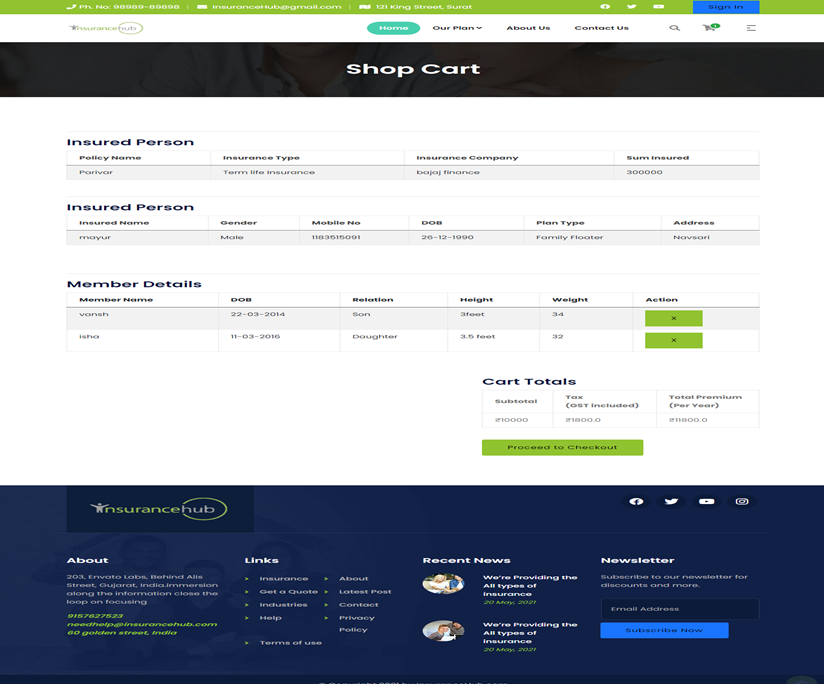 Ph. No: 98989-89898 | InsuranceHub@gmail.com | 121 King Street, Surat
Sign In
insurancehub
Home Our Plan About Us Contact Us
1
Shop Cart
Insured Person
Policy Name Insurance Type Insurance Company Sum Insured
Parivar Term life Insurance bajaj finance 300000
Insured Person
Insured Name Gender Mobile No DOB Plan Type Address
mayur Male 1183515091 26-12-1990 Family Floater Navsari
Member Details
Member Name DOB Relation Height Weight Action
vansh 22-03-2014 Son 3feet 34 ×
isha 11-03-2016 Daughter 3.5 feet 32 ×
Cart Totals
Subtotal Tax (GST included) Total Premium (Per Year)
₹10000 ₹1800.0 ₹11800.0
Proceed to Checkout
insurancehub
About
203, Envato Labs, Behind Alis
Street, Gujarat, India.immersion
along the information close the
loop on focusing
9157627523
needhelp@insurancehub.com
60 golden street, India
Links
Insurance
Get a Quote
Industries
Help
Terms of use
About
Latest Post
Contact
Privacy
Policy
Recent News
We're Providing the
All types of
insurance
20 May, 2021
We're Providing the
All types of
insurance
20 May, 2021
Newsletter
Subscribe to our newsletter for
discounts and more.
Email Address
Subscribe Now
© Copyright 2021 by InsuranceHub.com